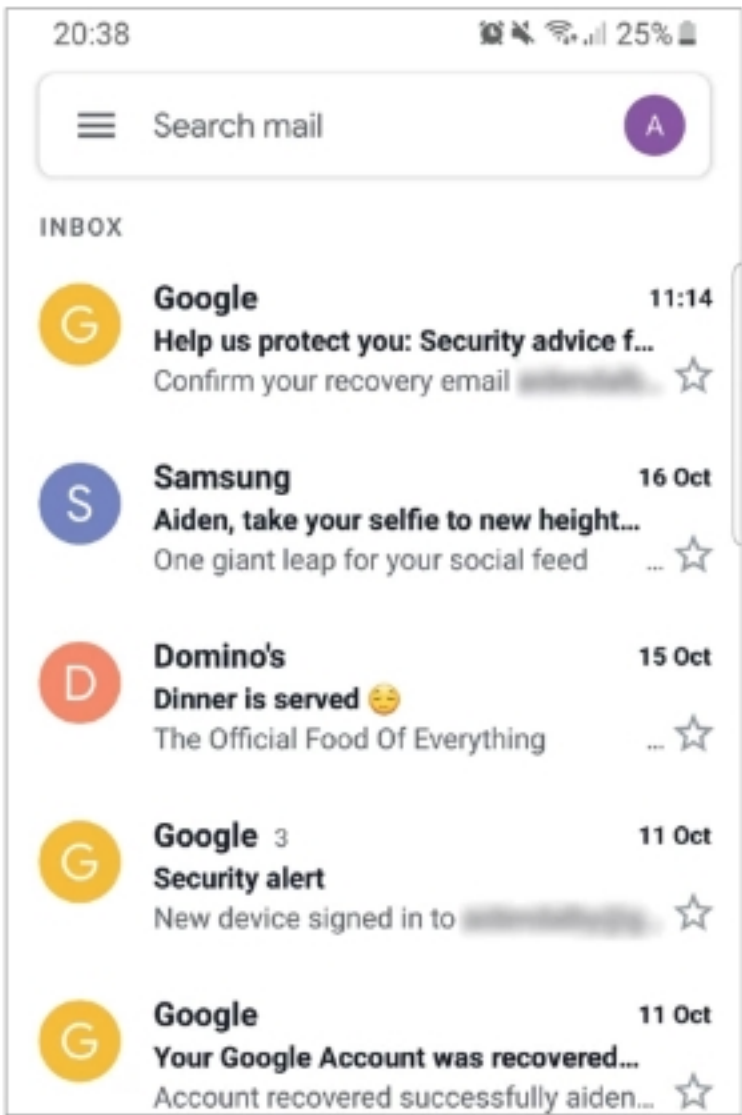 20:38 25%
Search mail A
INBOX
G Google 11:14
Help us protect you: Security advice f...
Confirm your recovery email
S Samsung 16 Oct
Aiden, take your selfie to new height...
One giant leap for your social feed ...
D Domino's 15 Oct
Dinner is served 😌
The Official Food Of Everything ...
G Google 3 11 Oct
Security alert
New device signed in to
G Google 11 Oct
Your Google Account was recovered...
Account recovered successfully aiden...